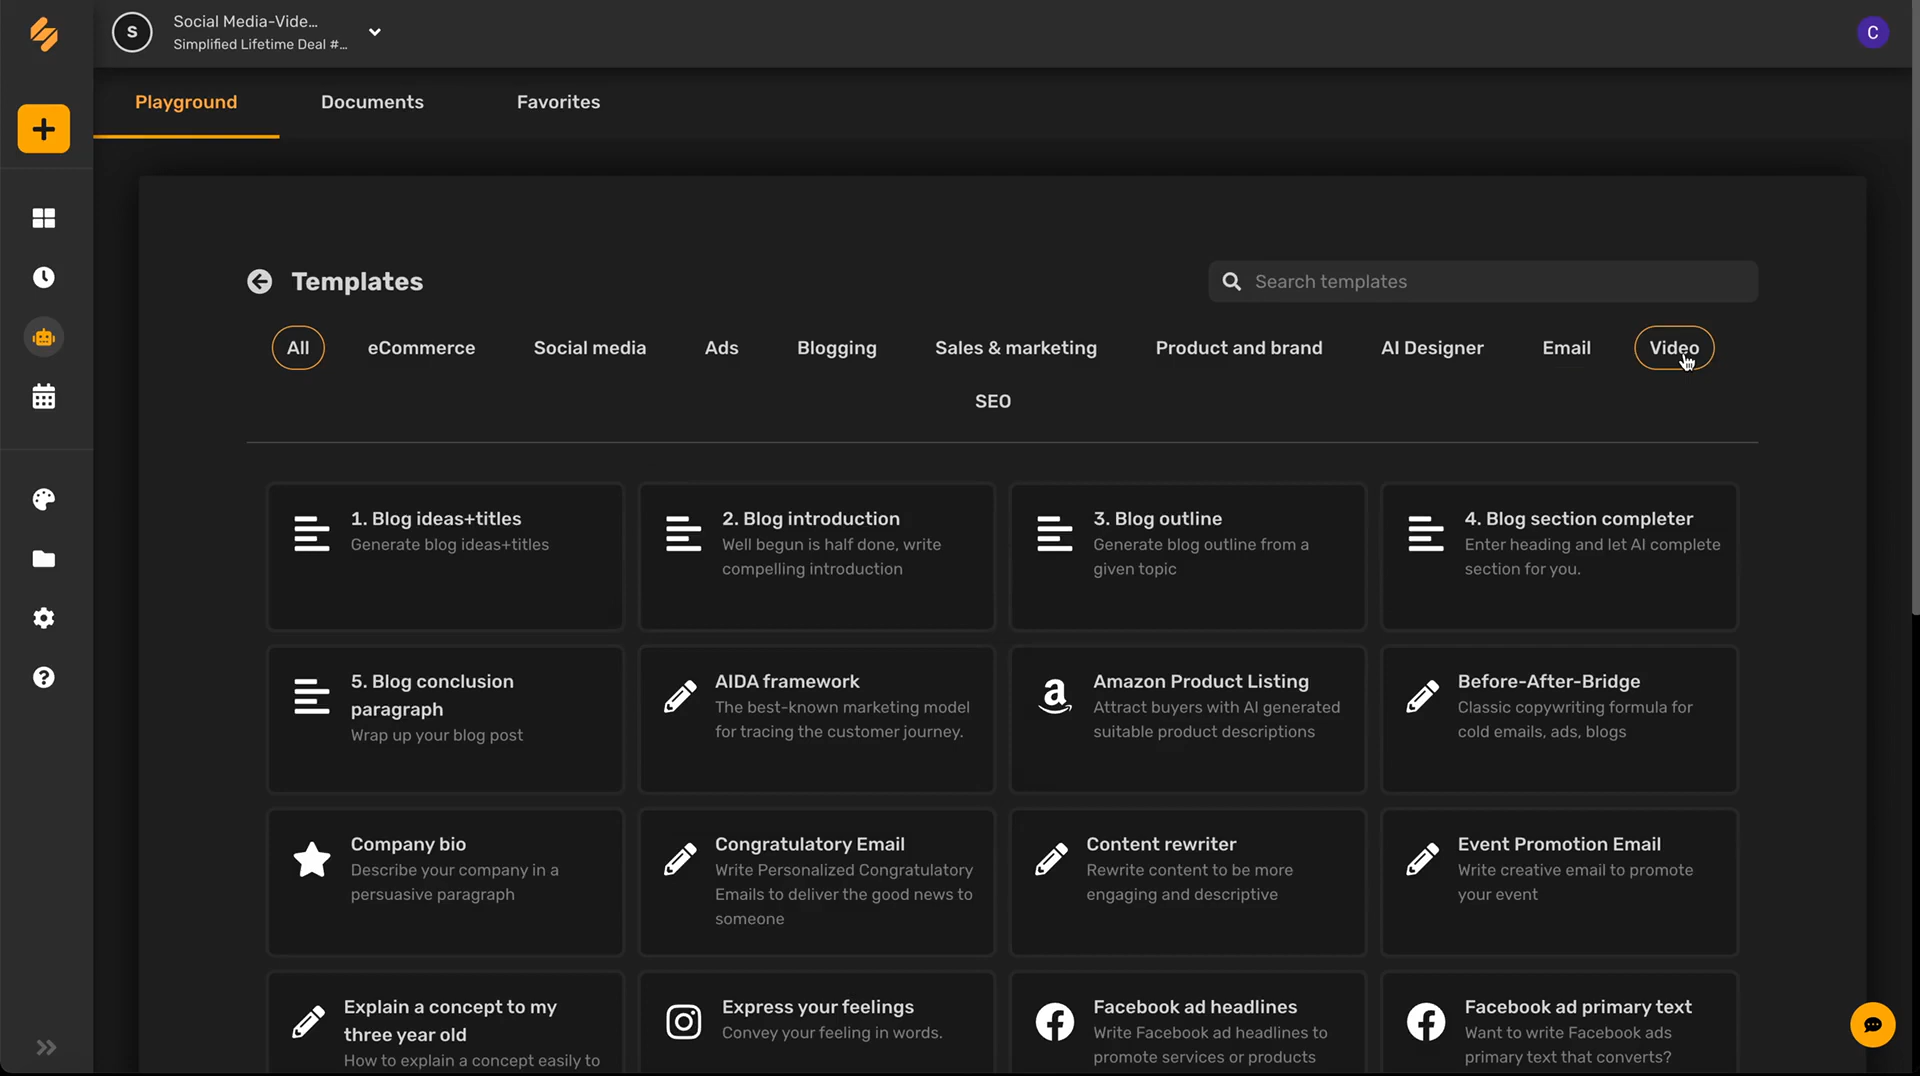 S
Social Media-Vide...
Simplified Lifetime Deal #...
C
Playground
Documents
Favorites
Templates
Search templates
All
eCommerce
Social media
Ads
Blogging
Sales & marketing
Product and brand
AI Designer
Email
Video
SEO
1. Blog ideas+titles
Generate blog ideas+titles
2. Blog introduction
Well begun is half done, write
compelling introduction
3. Blog outline
Generate blog outline from a
given topic
4. Blog section completer
Enter heading and let AI complete
section for you.
5. Blog conclusion
paragraph
Wrap up your blog post
AIDA framework
The best-known marketing model
for tracing the customer journey.
Amazon Product Listing
Attract buyers with AI generated
suitable product descriptions
Before-After-Bridge
Classic copywriting formula for
cold emails, ads, blogs
Company bio
Describe your company in a
persuasive paragraph
Congratulatory Email
Write Personalized Congratulatory
Emails to deliver the good news to
someone
Content rewriter
Rewrite content to be more
engaging and descriptive
Event Promotion Email
Write creative email to promote
your event
Explain a concept to my
three year old
How to explain a concept easily to
Express your feelings
Convey your feeling in words.
Facebook ad headlines
Write Facebook ad headlines to
promote services or products
Facebook ad primary text
Want to write Facebook ads
primary text that converts?